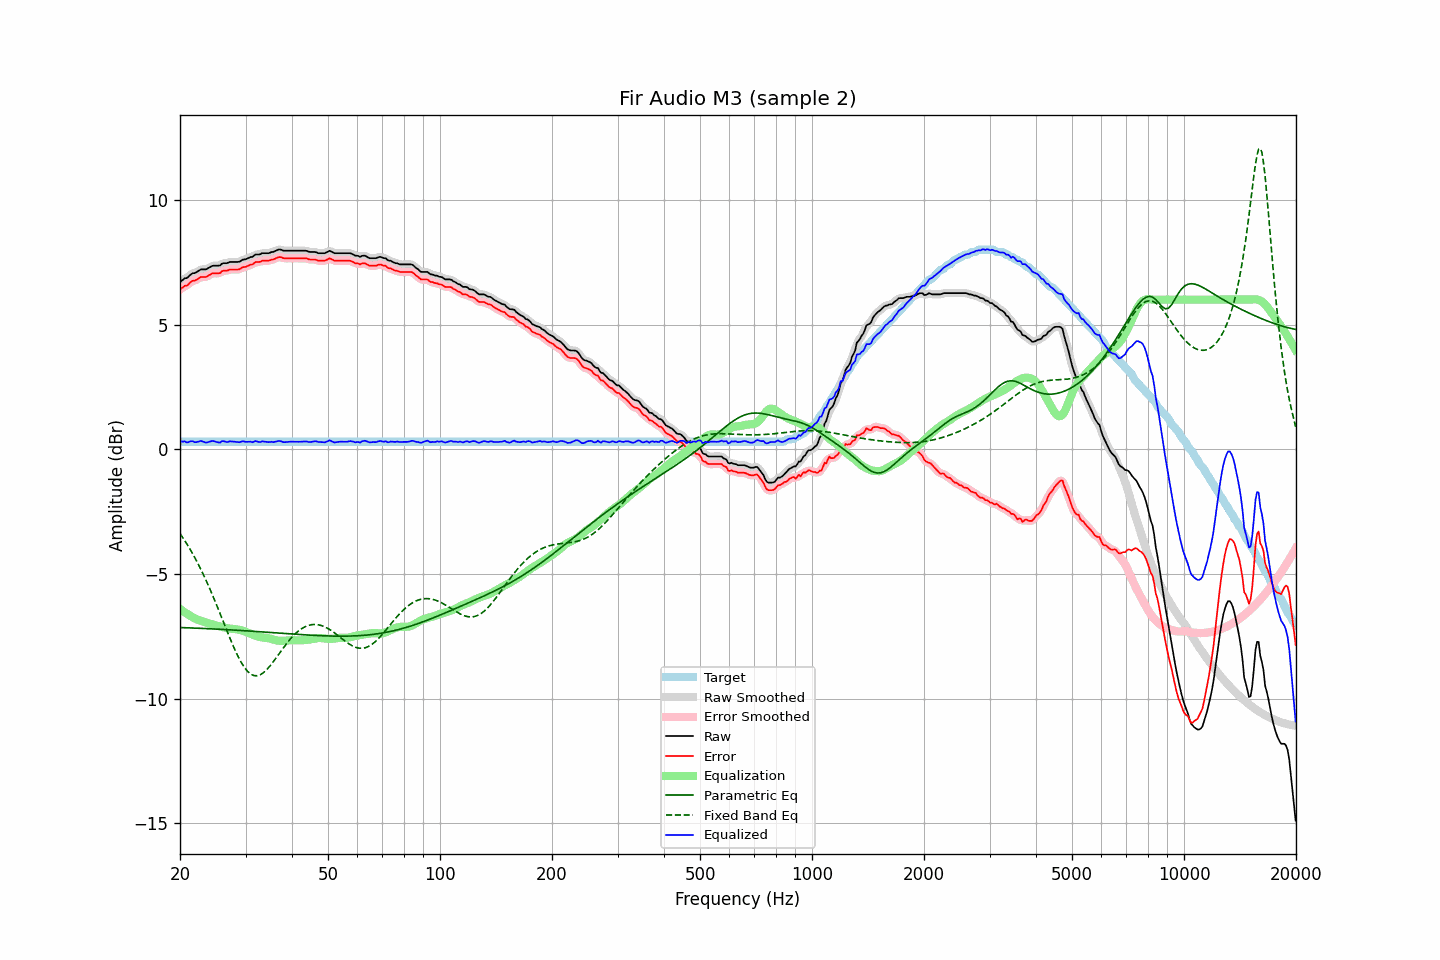 Fir Audio M3 (sample 2)
Amplitude (dBr)
10
5
0
−5
−10
−15
Target
Raw Smoothed
Error Smoothed
Raw
Error
Equalization
Parametric Eq
Fixed Band Eq
Equalized
20 50 100 200 500 1000 2000 5000 10000 20000
Frequency (Hz)